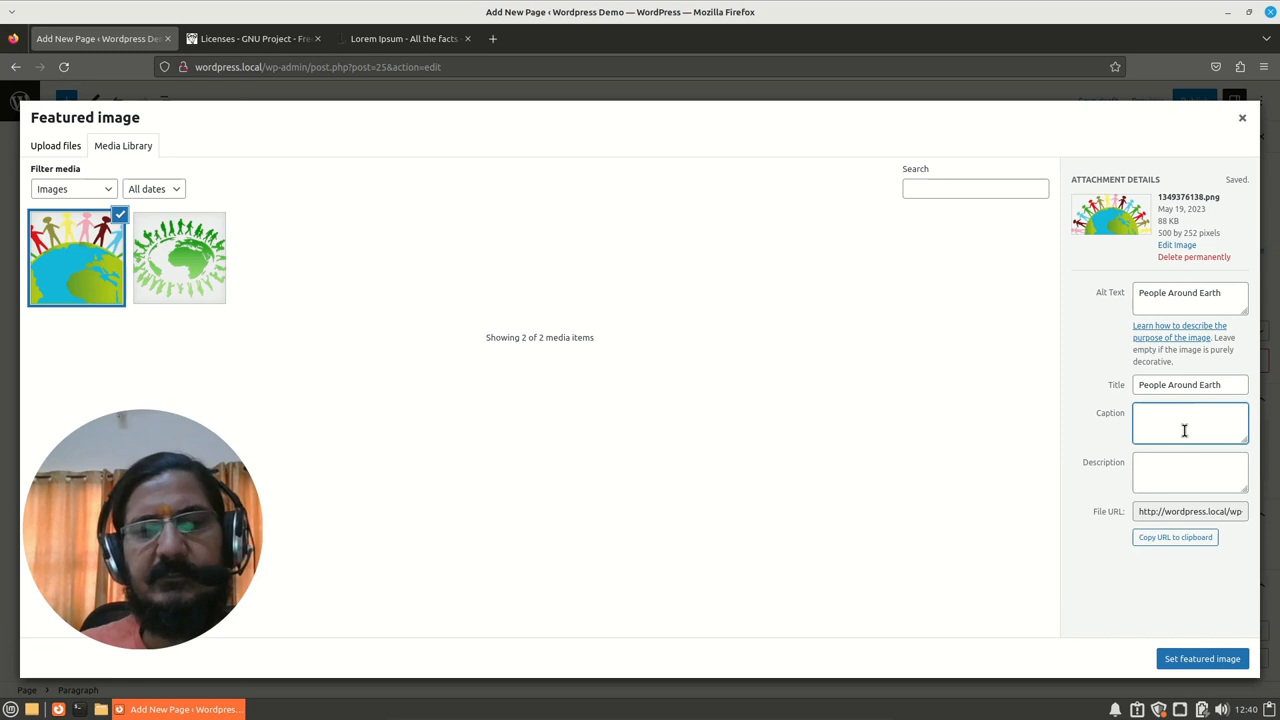 Add New Page ‹ Wordpress Demo — WordPress — Mozilla Firefox
Add New Page ‹ Wordpress De
Licenses - GNU Project - Fre
Lorem Ipsum - All the facts
wordpress.local/wp-admin/post.php?post=25&action=edit
Featured image
Upload files
Media Library
Filter media
Images
All dates
Search
Showing 2 of 2 media items
ATTACHMENT DETAILS
Saved.
1349376138.png
May 19, 2023
88 KB
500 by 252 pixels
Edit Image
Delete permanently
Alt Text
People Around Earth
Learn how to describe the
purpose of the image. Leave
empty if the image is purely
decorative.
Title
People Around Earth
Caption
Description
File URL:
http://wordpress.local/wp-
Copy URL to clipboard
Set featured image
Page
Paragraph
Add New Page ‹ Wordpres...
12:40